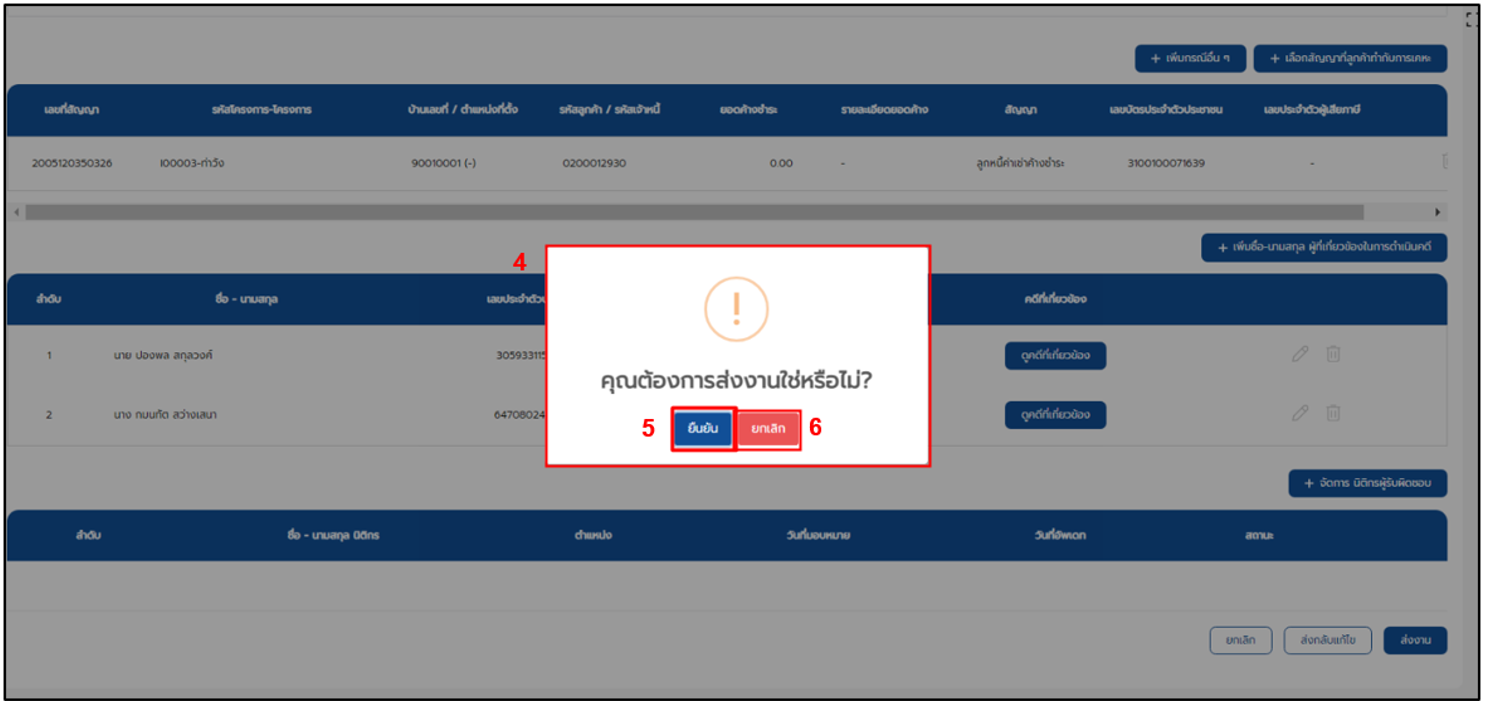 + เพิ่มกรณีอื่น ๆ + เลือกสัญญาที่ลูกค้าทำกับการเคหะ
เลขที่สัญญา รหัสโครงการ-โครงการ บ้านเลขที่ / ตำแหน่งที่ตั้ง รหัสลูกค้า / รหัสเจ้าหนี้ ยอดค้างชำระ รายละเอียดยอดค้าง สัญญา เลขบัตรประจำตัวประชาชน เลขประจำตัวผู้เสียภาษี
2005120350326 I00003-ท่าวัง 90010001 (-) 0200012930 0.00 - ลูกหนี้ค่าเช่าค้างชำระ 3100100071639 -
+ เพิ่มชื่อ-นามสกุล ผู้ที่เกี่ยวข้องในการดำเนินคดี
4
ลำดับ ชื่อ - นามสกุล เลขประจำตัว คดีที่เกี่ยวข้อง
1 นาย ปองพล สกุลวงศ์ 30593311 ดูคดีที่เกี่ยวข้อง
คุณต้องการส่งงานใช่หรือไม่?
2 64708024 ดูคดีที่เกี่ยวข้อง
5 ยืนยัน ยกเลิก 6
+ จัดการ นิติกรผู้รับผิดชอบ
ลำดับ ชื่อ - นามสกุล นิติกร ตำแหน่ง วันที่มอบหมาย วันที่อัพเดท สถานะ
ยกเลิก ส่งกลับแก้ไข ส่งงาน